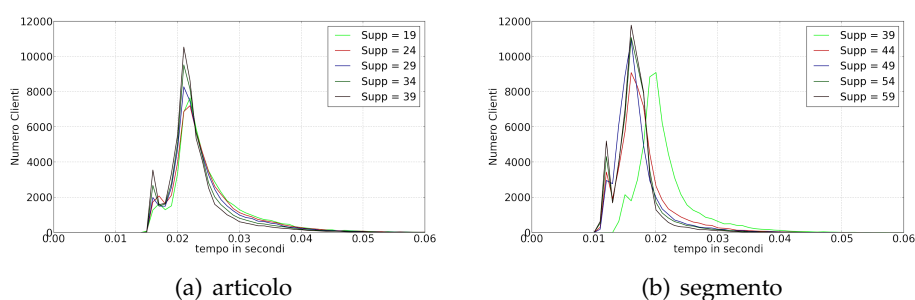 12000
10000
8000
6000
4000
2000
0
Numero Clienti
0.00 0.01 0.02 0.03 0.04 0.05 0.06
tempo in secondi
Supp = 19
Supp = 24
Supp = 29
Supp = 34
Supp = 39
(a) articolo
12000
10000
8000
6000
4000
2000
0
Numero Clienti
0.00 0.01 0.02 0.03 0.04 0.05 0.06
tempo in secondi
Supp = 39
Supp = 44
Supp = 49
Supp = 54
Supp = 59
(b) segmento